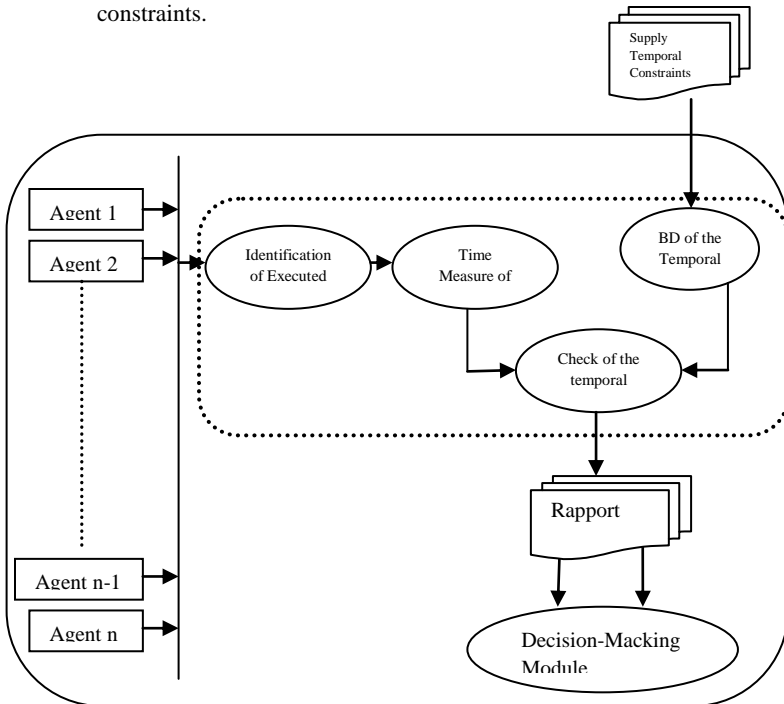 constraints.
Supply
Temporal
Constraints
Agent 1
Agent 2
Identification
of Executed
Time
Measure of
BD of the
Temporal
Check of the
temporal
Rapport
Agent n-1
Agent n
Decision-Macking
Module